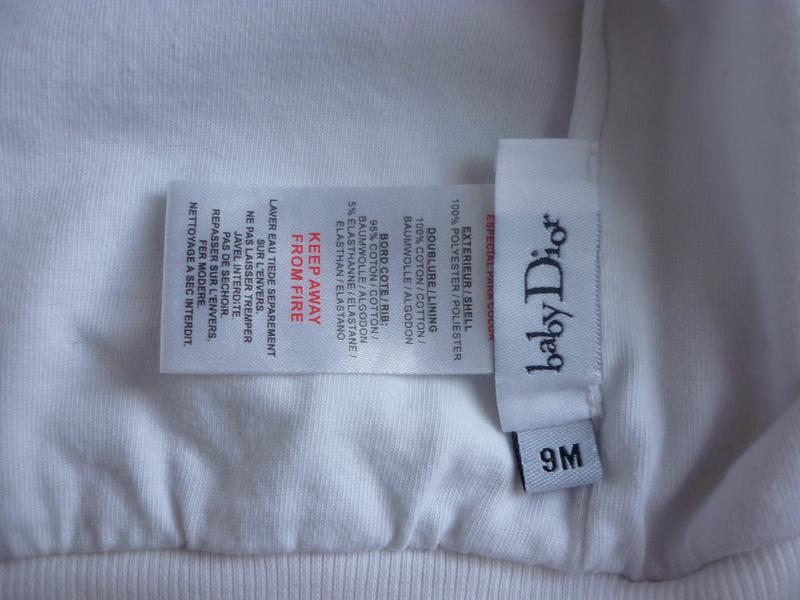 baby Dior
9M
ESPECIAL PARA COLOR
EXTERIEUR / SHELL
100% POLYESTER / POLIESTER
DOUBLURE / LINING
100% COTON / COTTON /
BAUMWOLLE / ALGODON
BORD COTE / RIB:
95% COTON / COTTON /
BAUMWOLLE / ALGODON
5% ELASTHANNE / ELASTANE /
ELASTHAN / ELASTANO
KEEP AWAY
FROM FIRE
LAVER EAU TIEDE SEPAREMENT
SUR L'ENVERS.
NE PAS LAISSER TREMPER
JAVEL INTERDITE.
PAS DE SECHOIR.
REPASSER SUR L'ENVERS,
FER MODERE.
NETTOYAGE A SEC INTERDIT.